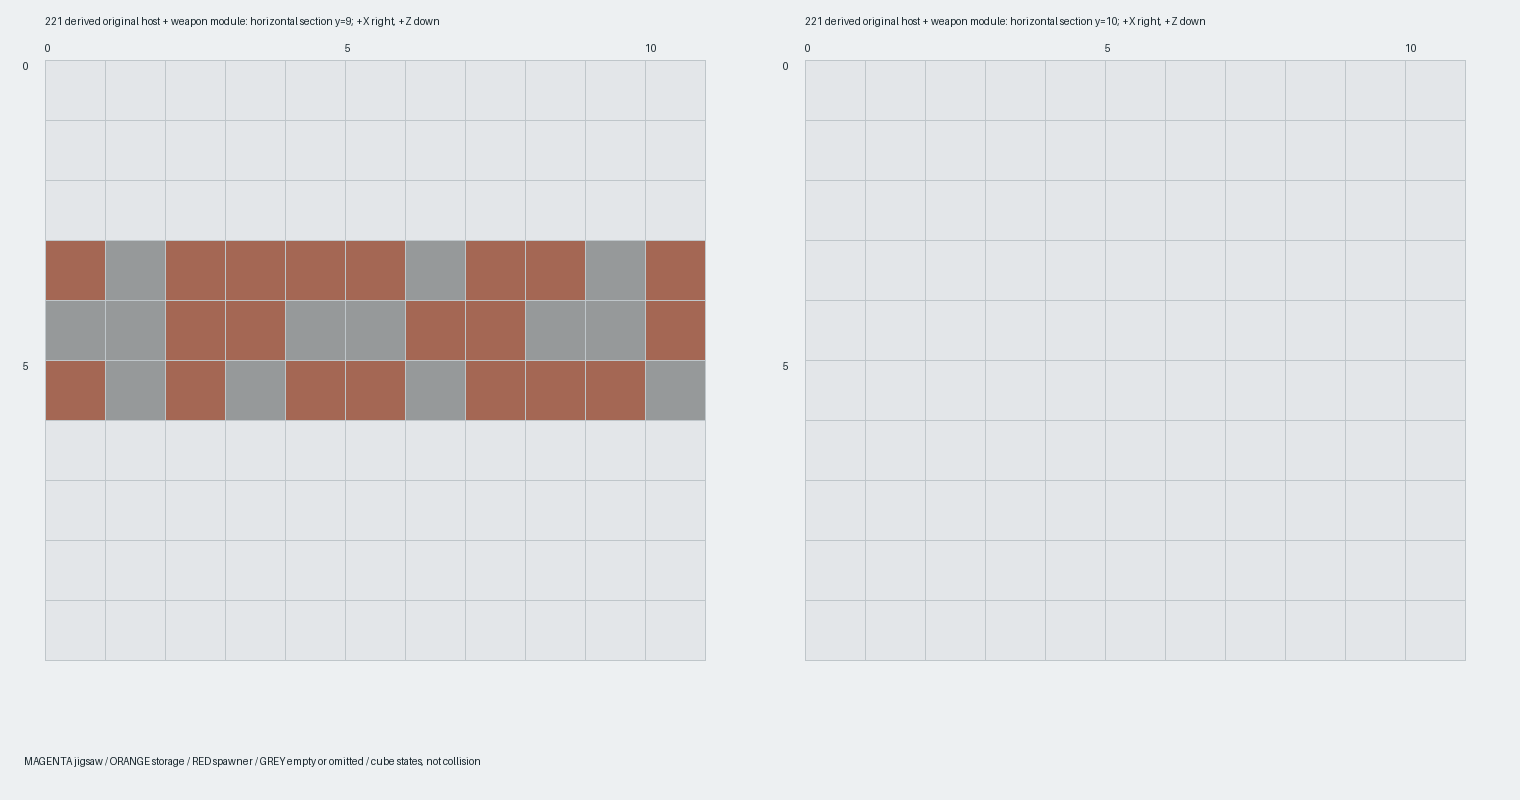 221 derived original host + weapon module: horizontal section y=9; +X right, +Z down
0 5 10
0
5
221 derived original host + weapon module: horizontal section y=10; +X right, +Z down
0 5 10
0
5
MAGENTA jigsaw / ORANGE storage / RED spawner / GREY empty or omitted / cube states, not collision